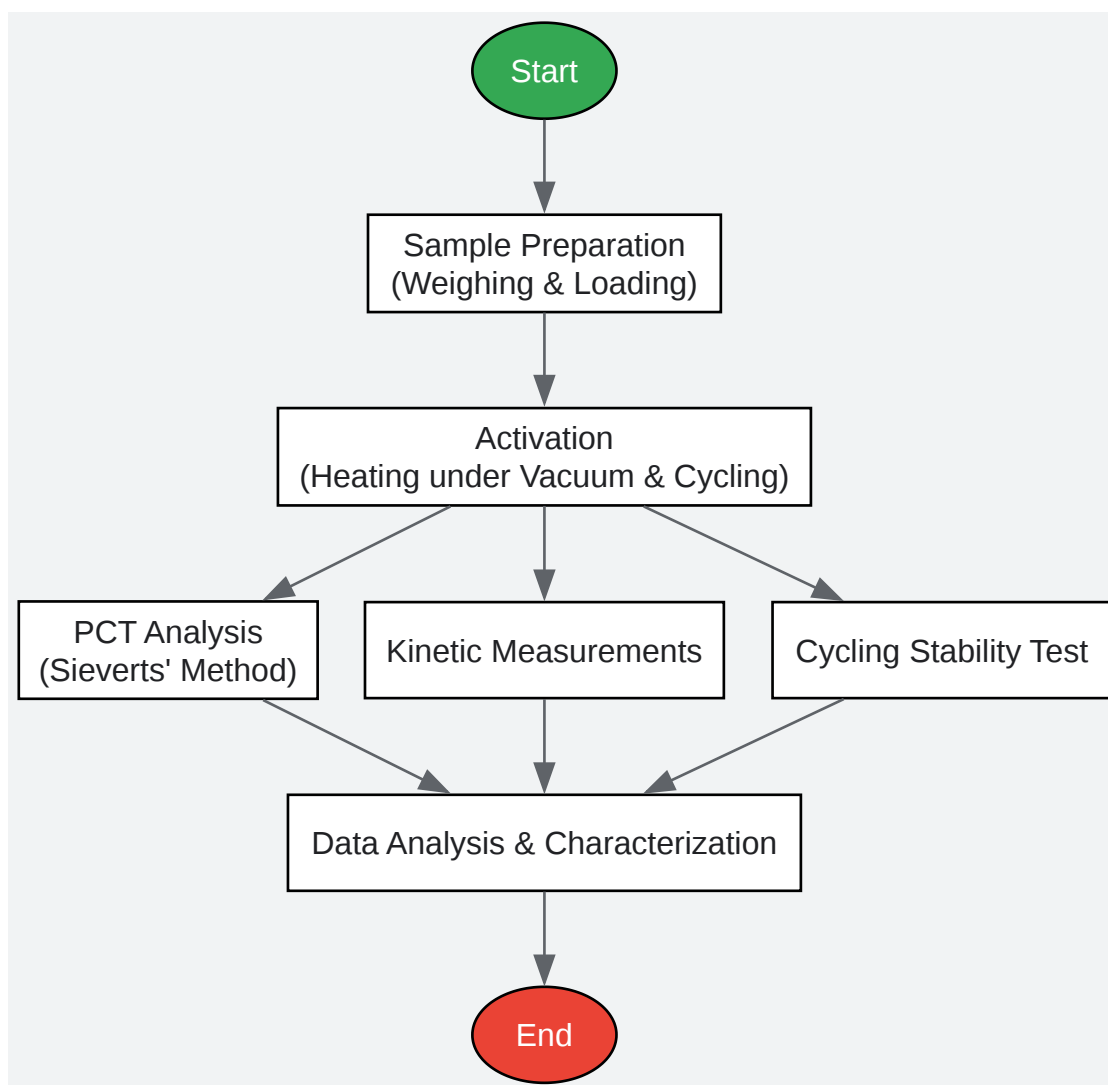 Start
Sample Preparation
(Weighing & Loading)
Activation
(Heating under Vacuum & Cycling)
PCT Analysis
(Sieverts' Method)
Kinetic Measurements
Cycling Stability Test
Data Analysis & Characterization
End